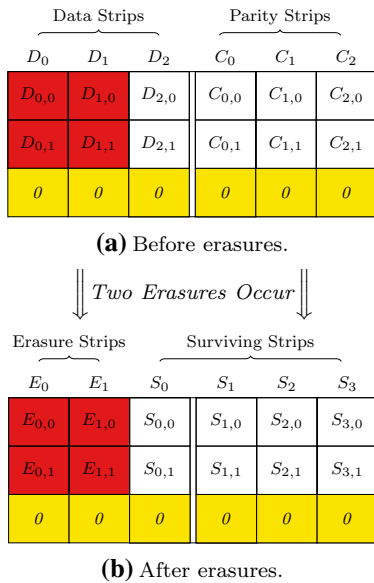 Data Strips Parity Strips
D₀ D₁ D₂ C₀ C₁ C₂
D₀,₀ D₁,₀ D₂,₀ C₀,₀ C₁,₀ C₂,₀
D₀,₁ D₁,₁ D₂,₁ C₀,₁ C₁,₁ C₂,₁
0 0 0 0 0 0
(a) Before erasures.
Two Erasures Occur
Erasure Strips Surviving Strips
E₀ E₁ S₀ S₁ S₂ S₃
E₀,₀ E₁,₀ S₀,₀ S₁,₀ S₂,₀ S₃,₀
E₀,₁ E₁,₁ S₀,₁ S₁,₁ S₂,₁ S₃,₁
0 0 0 0 0 0
(b) After erasures.